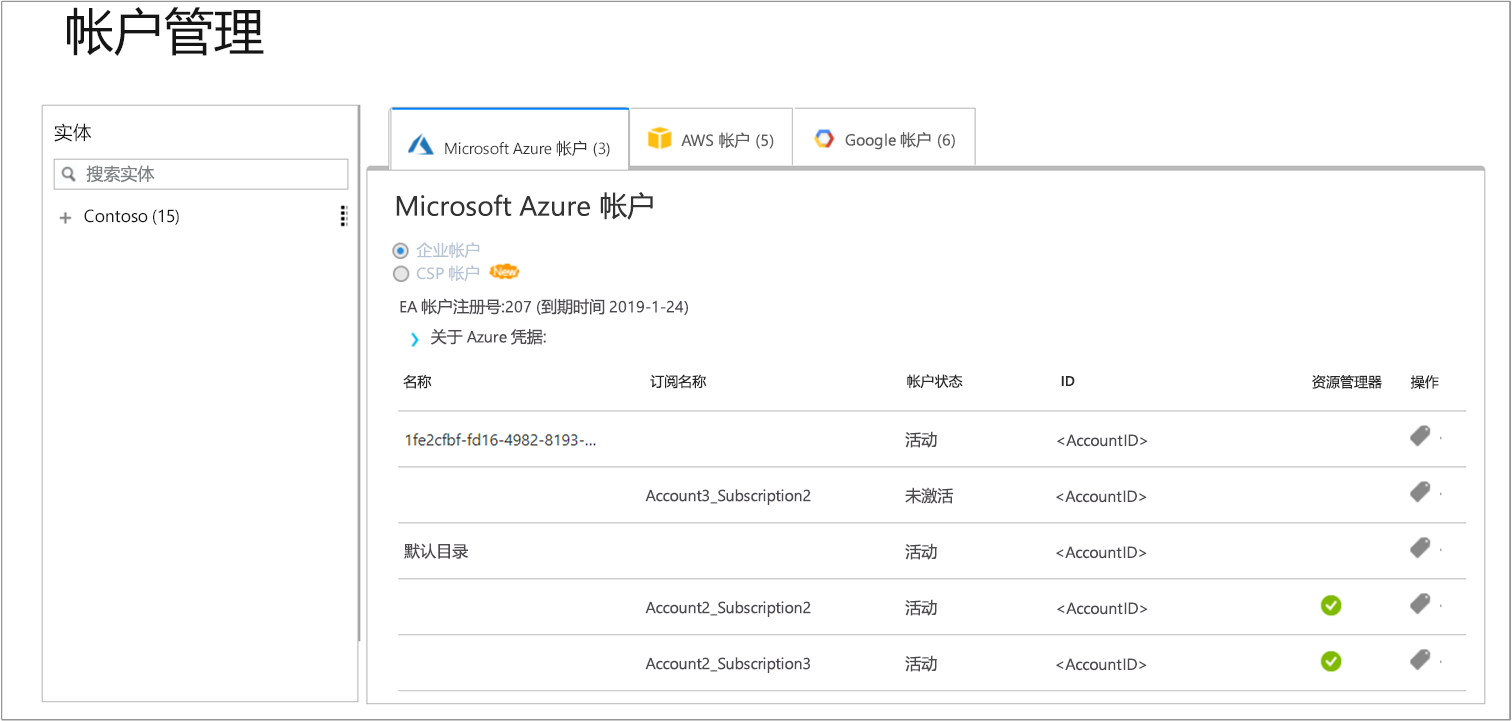 帐户管理
实体
搜索实体
Contoso (15)
Microsoft Azure 帐户 (3)
AWS 帐户 (5)
Google 帐户 (6)
Microsoft Azure 帐户
企业帐户
CSP 帐户 New
EA 帐户注册号:207 (到期时间 2019-1-24)
关于 Azure 凭据:
名称 订阅名称 帐户状态 ID 资源管理器 操作
1fe2cfbf-fd16-4982-8193-... 活动 <AccountID>
Account3_Subscription2 未激活 <AccountID>
默认目录 活动 <AccountID>
Account2_Subscription2 活动 <AccountID>
Account2_Subscription3 活动 <AccountID>